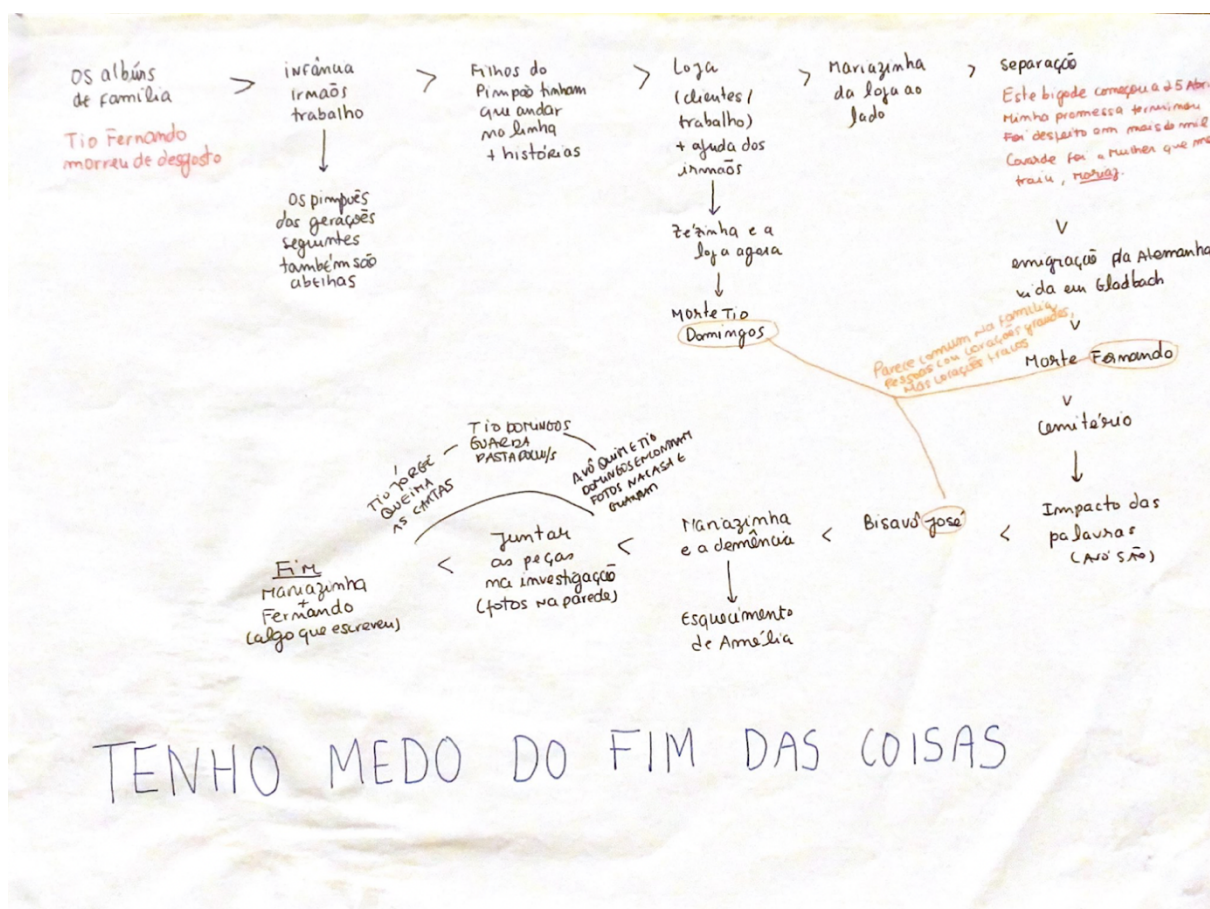 OS albúns
de família
Tio Fernando
morreu de desgosto
>
infância
irmãos
trabalho
Os pimpões
das gerações
seguintes
também são
abelhas
>
Filhos do
Pimpão tinham
que andar
na linha
+ histórias
>
Loja
(clientes/
trabalho)
+ ajuda dos
irmãos
Zézinha e a
loja agora
Morte Tio
Domingos
>
Mariazinha
da loja ao
lado
>
separação
Este bigode começou a 25 Abri
Minha promessa terminou
Foi desfeito em mais de mil
Covarde foi a mulher que me
traiu, Mariaz.
v
emigração p/a Alemanha
vida em Gladbach
v
Morte Fernando
Parece comum na família,
Pessoas com corações grandes,
Mas corações fracos
v
Cemitério
Impacto das
palavras
(AVÓ SÃO)
<
Bisavô José
<
Mariazinha
e a demência
Esquecimento
de Amélia
<
Juntar
as peças
na investigação
(fotos na parede)
AVÔ QUIM E TIO
DOMINGOS ENCONTRAM
FOTOS NA CASA E
GUARDAM
TIO DOMINGOS
GUARDA
PASTA
TIO JORGE
QUEIMA
AS CARTAS
<
Fim
Mariazinha
+
Fernando
(algo que escreveu)
TENHO MEDO DO FIM DAS COISAS